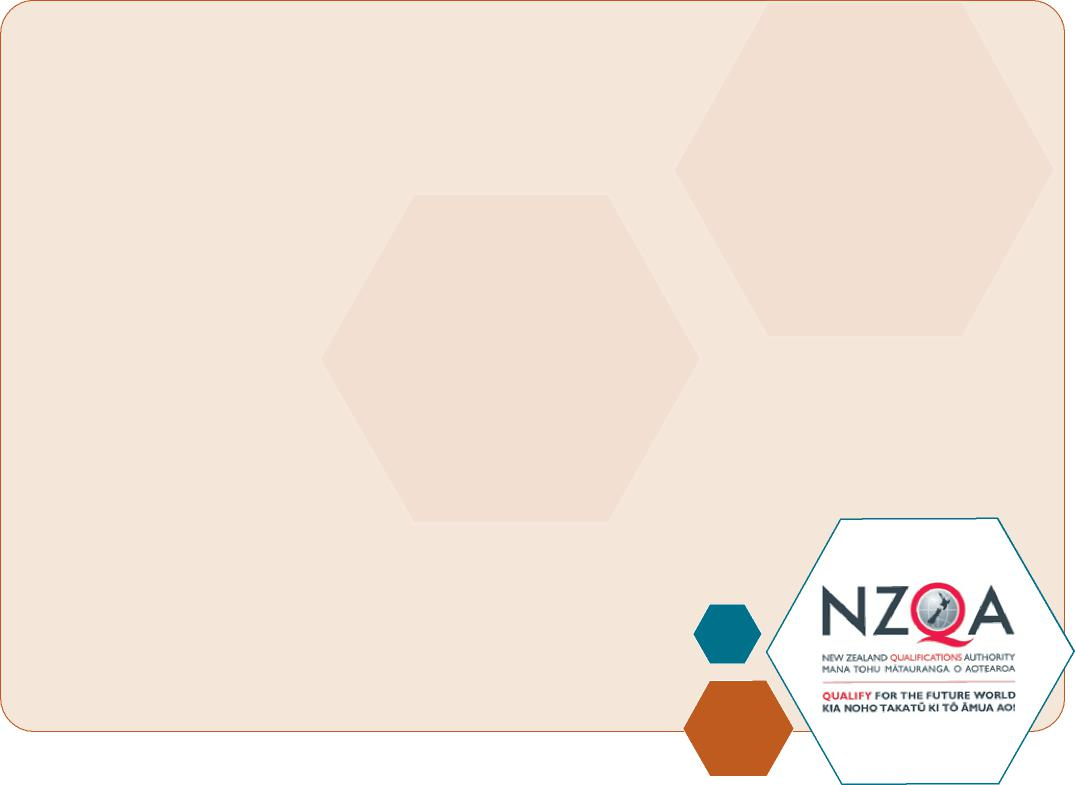 NZQA
NEW ZEALAND QUALIFICATIONS AUTHORITY
MANA TOHU MĀTAURANGA O AOTEAROA
QUALIFY FOR THE FUTURE WORLD
KIA NOHO TAKATŪ KI TŌ ĀMUA AO!